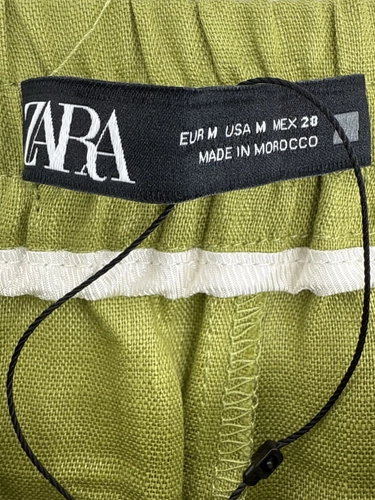 ZARA
EUR M USA M MEX 28
MADE IN MOROCCO